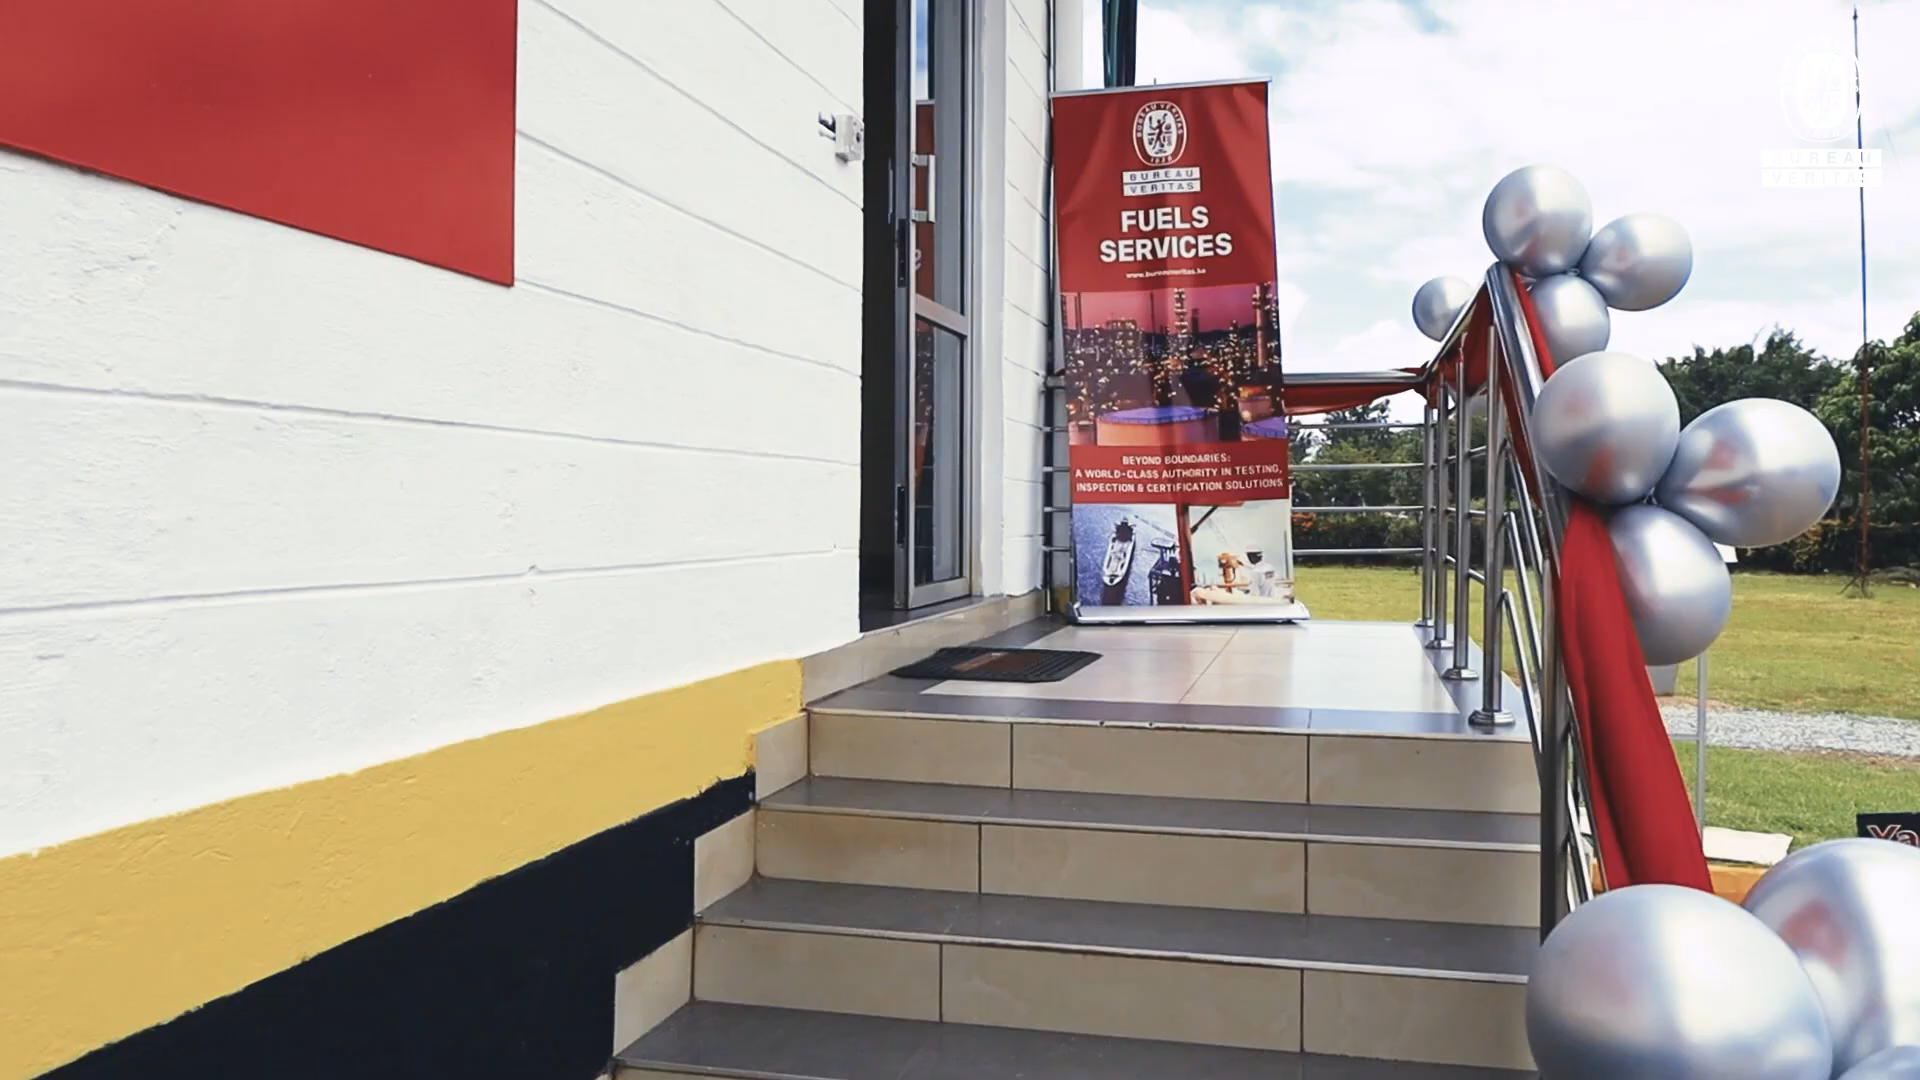 BUREAU VERITAS
1828
BUREAU
VERITAS
FUELS
SERVICES
www.bureauveritas.ke
BEYOND BOUNDARIES:
A WORLD-CLASS AUTHORITY IN TESTING,
INSPECTION & CERTIFICATION SOLUTIONS
BUREAU
VERITAS
Ya